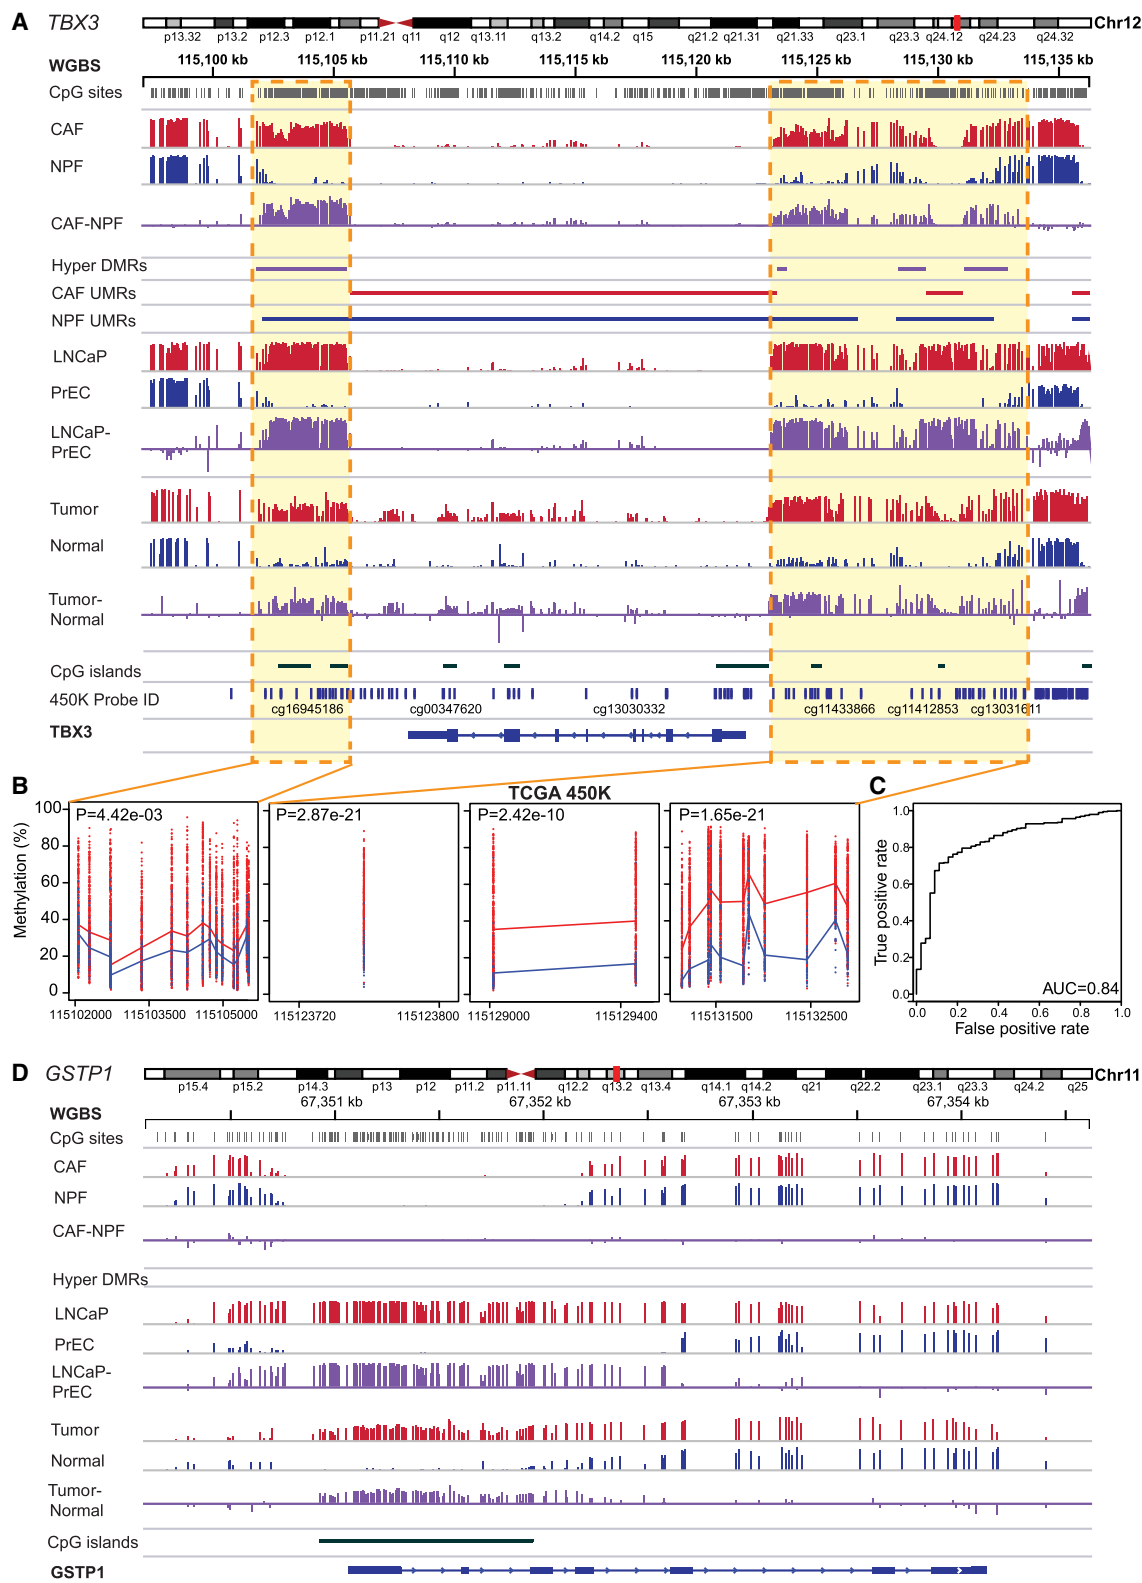 A TBX3 Chr12
p13.32 p13.2 p12.3 p12.1 p11.21 q11 q12 q13.11 q13.2 q14.2 q15 q21.2 q21.31 q21.33 q23.1 q23.3 q24.12 q24.23 q24.32
WGBS 115,100 kb 115,105 kb 115,110 kb 115,115 kb 115,120 kb 115,125 kb 115,130 kb 115,135 kb
CpG sites
CAF
NPF
CAF-NPF
Hyper DMRs
CAF UMRs
NPF UMRs
LNCaP
PrEC
LNCaP-
PrEC
Tumor
Normal
Tumor-
Normal
CpG islands
450K Probe ID
cg16945186 cg00347620 cg13030332 cg11433866 cg11412853 cg13031611
TBX3
B TCGA 450K
Methylation (%)
100
80
60
40
20
0
P=4.42e-03
115102000 115103500 115105000
P=2.87e-21
115123720 115123800
P=2.42e-10
115129000 115129400
P=1.65e-21
115131500 115132500
C
True positive rate
1.0
0.8
0.6
0.4
0.2
0.0
AUC=0.84
0.0 0.2 0.4 0.6 0.8 1.0
False positive rate
D GSTP1 Chr11
p15.4 p15.2 p14.3 p13 p12 p11.2 p11.11 q12.2 q13.2 q13.4 q14.1 q14.2 q21 q22.2 q23.1 q23.3 q24.2 q25
WGBS 67,351 kb 67,352 kb 67,353 kb 67,354 kb
CpG sites
CAF
NPF
CAF-NPF
Hyper DMRs
LNCaP
PrEC
LNCaP-
PrEC
Tumor
Normal
Tumor-
Normal
CpG islands
GSTP1